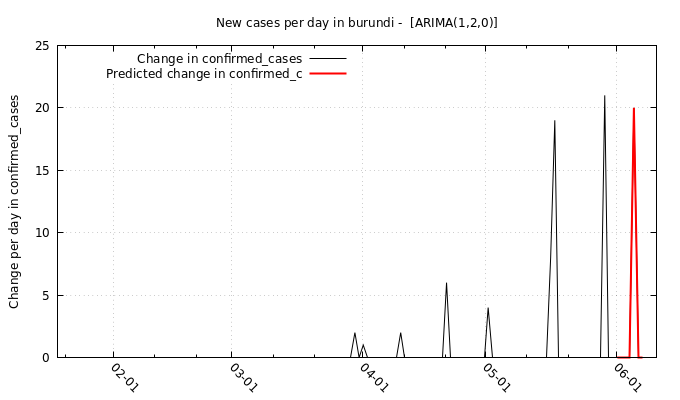 New cases per day in burundi -  [ARIMA(1,2,0)]
Change in confirmed_cases
Predicted change in confirmed_c
Change per day in confirmed_cases
25
20
15
10
5
0
02-01
03-01
04-01
05-01
06-01